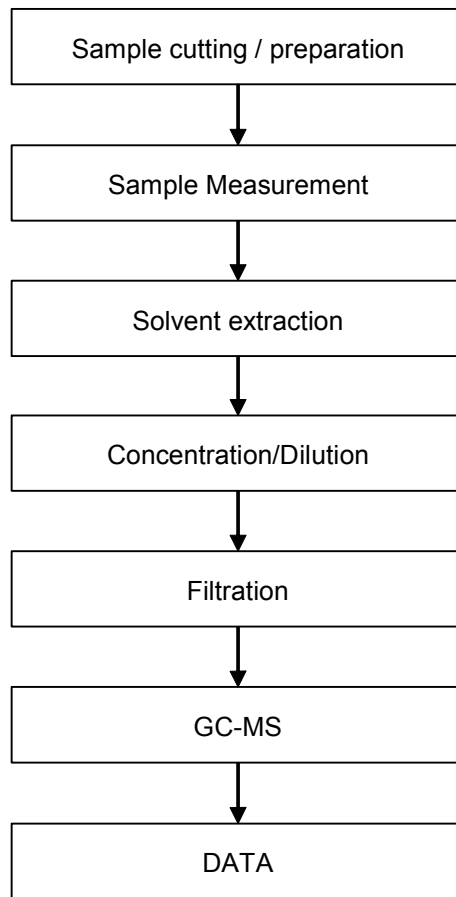 Sample cutting / preparation
Sample Measurement
Solvent extraction
Concentration/Dilution
Filtration
GC-MS
DATA